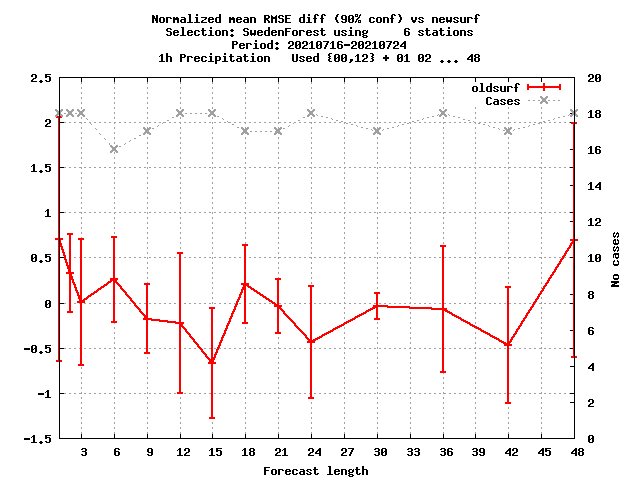 Normalized mean RMSE diff (90% conf) vs newsurf
Selection: SwedenForest using     6 stations
Period: 20210716-20210724
1h Precipitation   Used {00,12} + 01 02 ... 48
oldsurf
Cases
2.5
2
1.5
1
0.5
0
-0.5
-1
-1.5
20
18
16
14
12
10
8
6
4
2
0
No cases
3 6 9 12 15 18 21 24 27 30 33 36 39 42 45 48
Forecast length